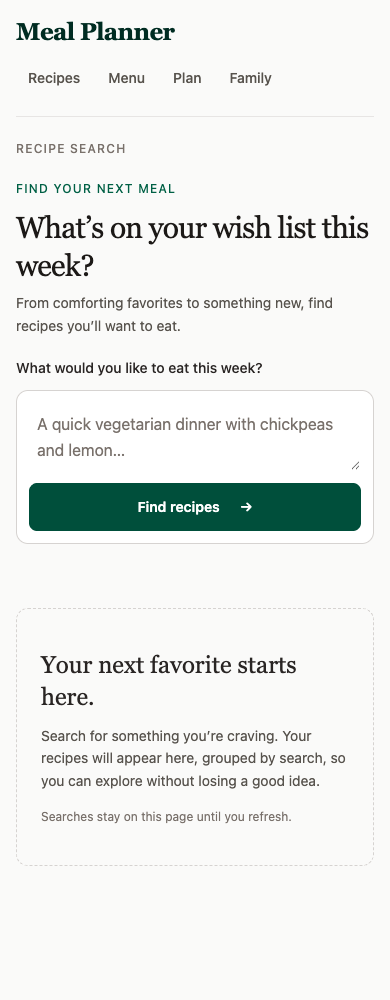 Meal Planner
Recipes Menu Plan Family
RECIPE SEARCH
FIND YOUR NEXT MEAL
What’s on your wish list this
week?
From comforting favorites to something new, find
recipes you’ll want to eat.
What would you like to eat this week?
A quick vegetarian dinner with chickpeas
and lemon...
Find recipes →
Your next favorite starts
here.
Search for something you’re craving. Your
recipes will appear here, grouped by search, so
you can explore without losing a good idea.
Searches stay on this page until you refresh.